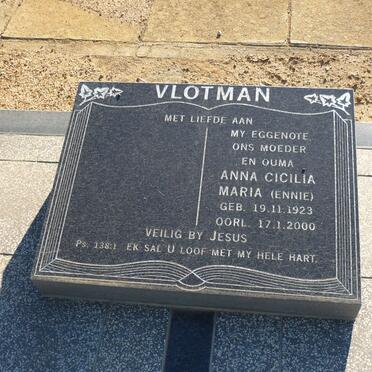 VLOTMAN
MET LIEFDE AAN
MY EGGENOTE
ONS MOEDER
EN OUMA
ANNA CICILIA
MARIA (ENNIE)
GEB. 19.11.1923
OORL. 17.1.2000
VEILIG BY JESUS
Ps. 138:1 EK SAL U LOOF MET MY HELE HART.